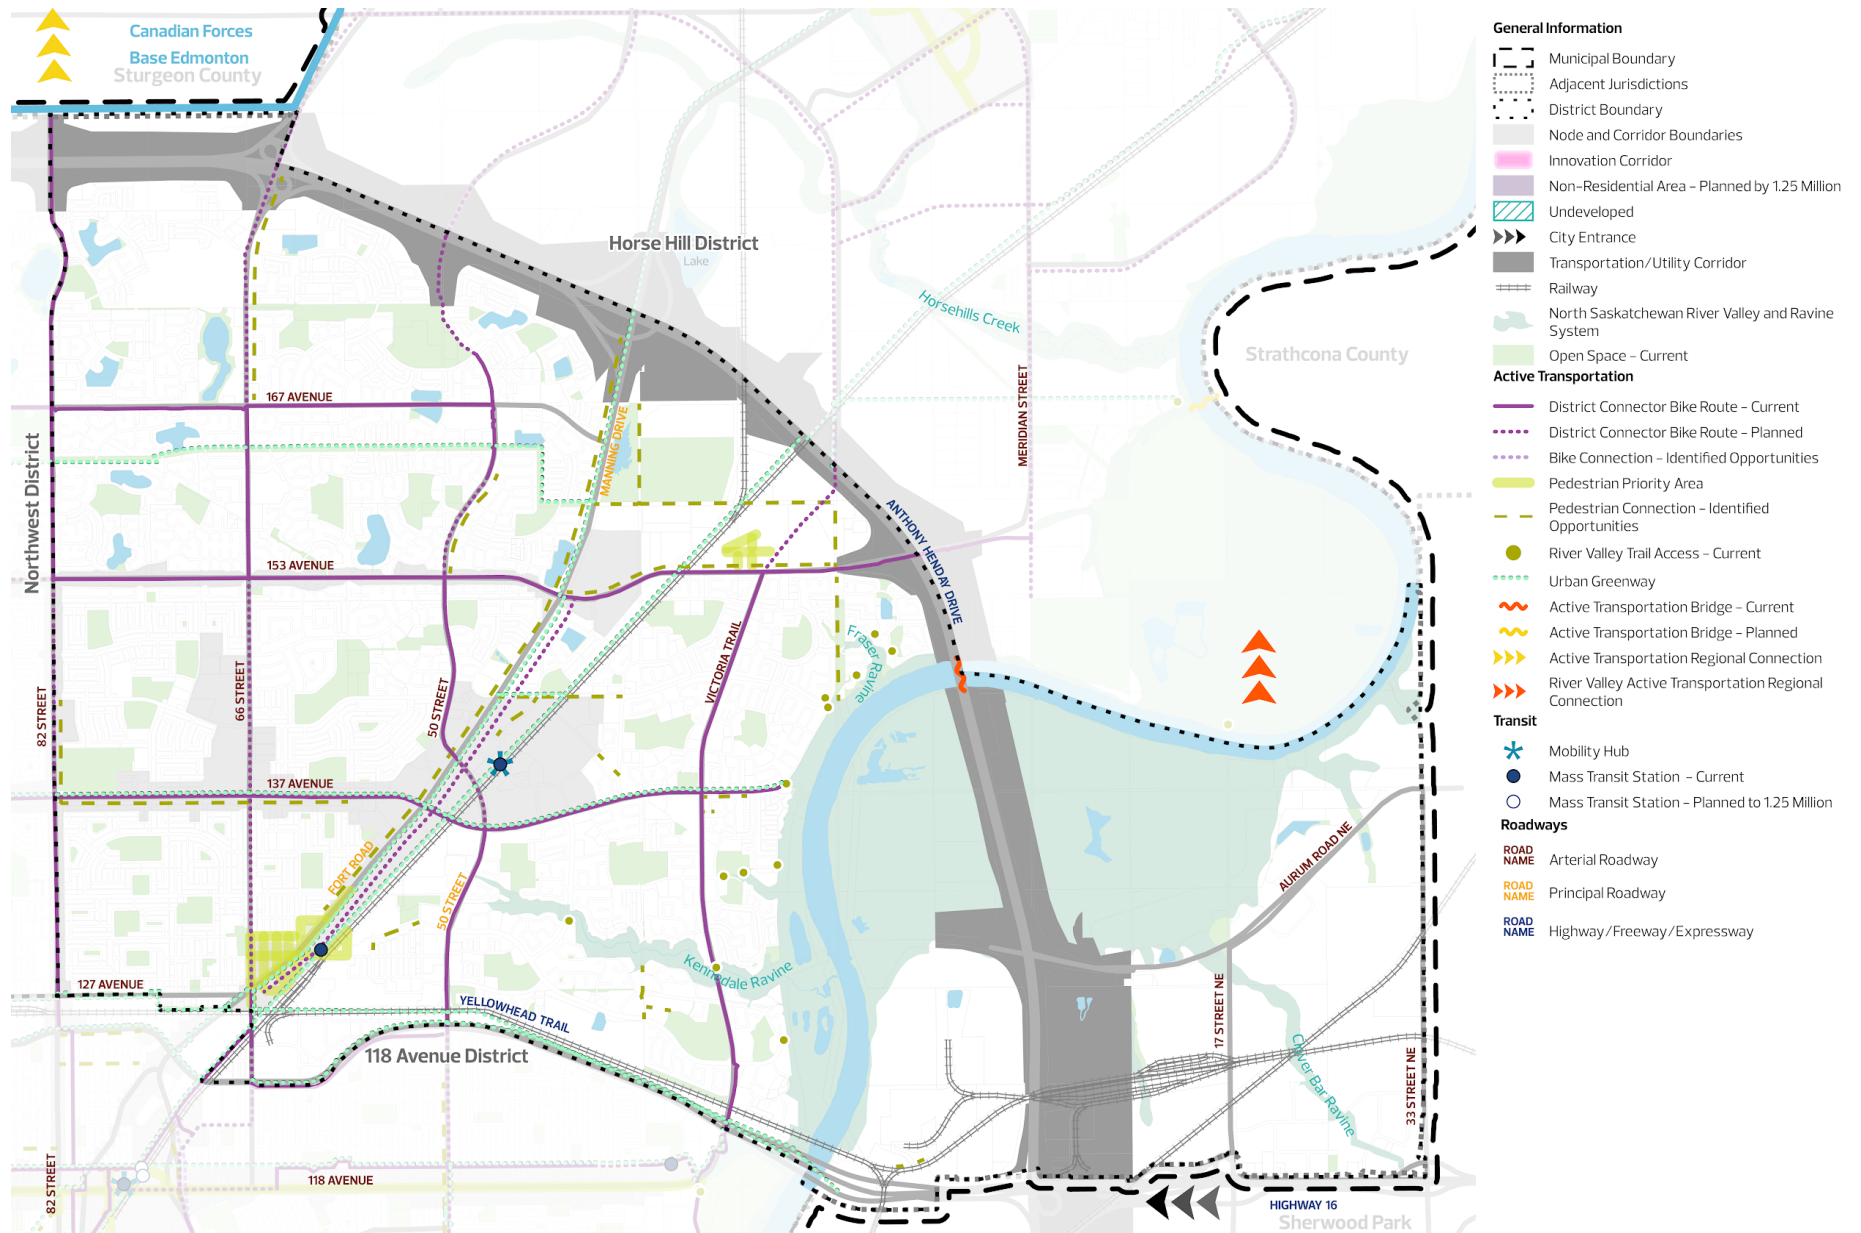 Canadian Forces
Base Edmonton
Sturgeon County
Horse Hill District
Lake
Horsehills Creek
Strathcona County
MERIDIAN STREET
167 AVENUE
MANNING DRIVE
Northwest District
ANTHONY HENDAY DRIVE
153 AVENUE
Fraser Ravine
VICTORIA TRAIL
66 STREET
50 STREET
82 STREET
137 AVENUE
FORT ROAD
50 STREET
AURUM ROAD NE
Kennedale Ravine
127 AVENUE
YELLOWHEAD TRAIL
17 STREET NE
118 Avenue District
Clover Bar Ravine
33 STREET NE
82 STREET
118 AVENUE
HIGHWAY 16
Sherwood Park
General Information
Municipal Boundary
Adjacent Jurisdictions
District Boundary
Node and Corridor Boundaries
Innovation Corridor
Non-Residential Area - Planned by 1.25 Million
Undeveloped
City Entrance
Transportation/Utility Corridor
Railway
North Saskatchewan River Valley and Ravine
System
Open Space - Current
Active Transportation
District Connector Bike Route - Current
District Connector Bike Route - Planned
Bike Connection - Identified Opportunities
Pedestrian Priority Area
Pedestrian Connection - Identified
Opportunities
River Valley Trail Access - Current
Urban Greenway
Active Transportation Bridge - Current
Active Transportation Bridge - Planned
Active Transportation Regional Connection
River Valley Active Transportation Regional
Connection
Transit
Mobility Hub
Mass Transit Station - Current
Mass Transit Station - Planned to 1.25 Million
Roadways
ROAD
NAME Arterial Roadway
ROAD
NAME Principal Roadway
ROAD
NAME Highway/Freeway/Expressway